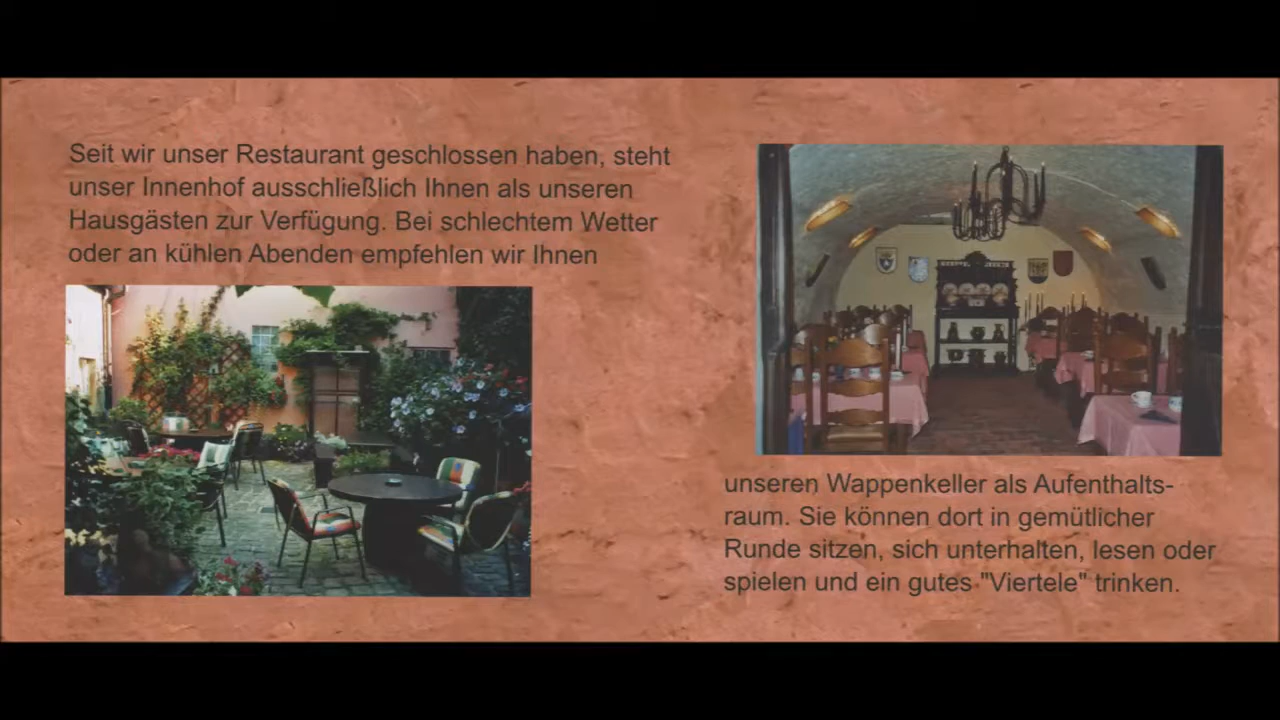 Seit wir unser Restaurant geschlossen haben, steht
unser Innenhof ausschließlich Ihnen als unseren
Hausgästen zur Verfügung. Bei schlechtem Wetter
oder an kühlen Abenden empfehlen wir Ihnen
unseren Wappenkeller als Aufenthalts-
raum. Sie können dort in gemütlicher
Runde sitzen, sich unterhalten, lesen oder
spielen und ein gutes "Viertele" trinken.